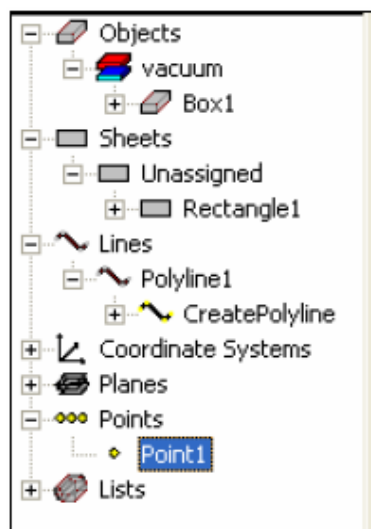 Objects
vacuum
Box1
Sheets
Unassigned
Rectangle1
Lines
Polyline1
CreatePolyline
Coordinate Systems
Planes
Points
Point1
Lists